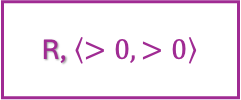 R, ⟨> 0, > 0⟩